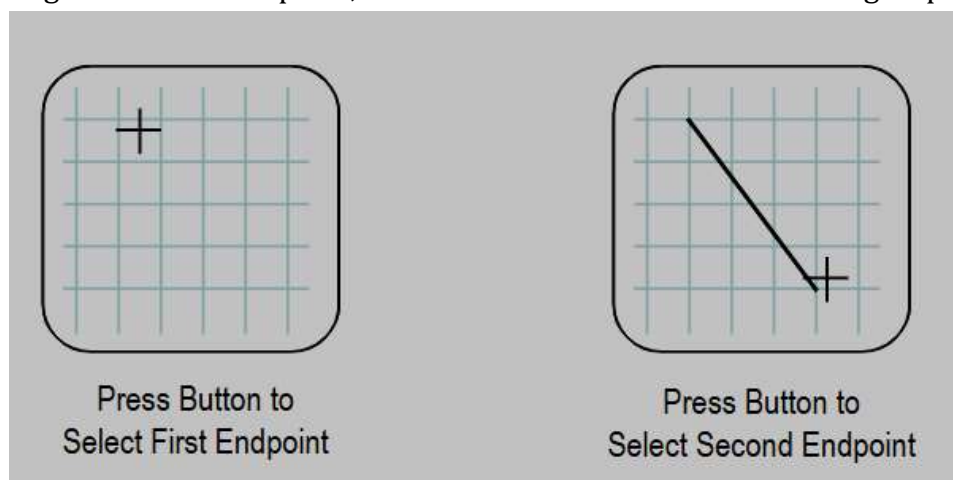 Press Button to
Select First Endpoint
Press Button to
Select Second Endpoint